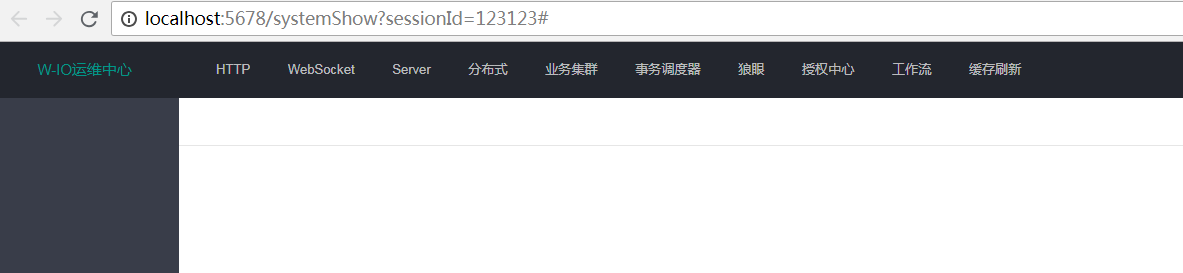 localhost:5678/systemShow?sessionId=123123#
W-IO运维中心 HTTP WebSocket Server 分布式 业务集群 事务调度器 狼眼 授权中心 工作流 缓存刷新